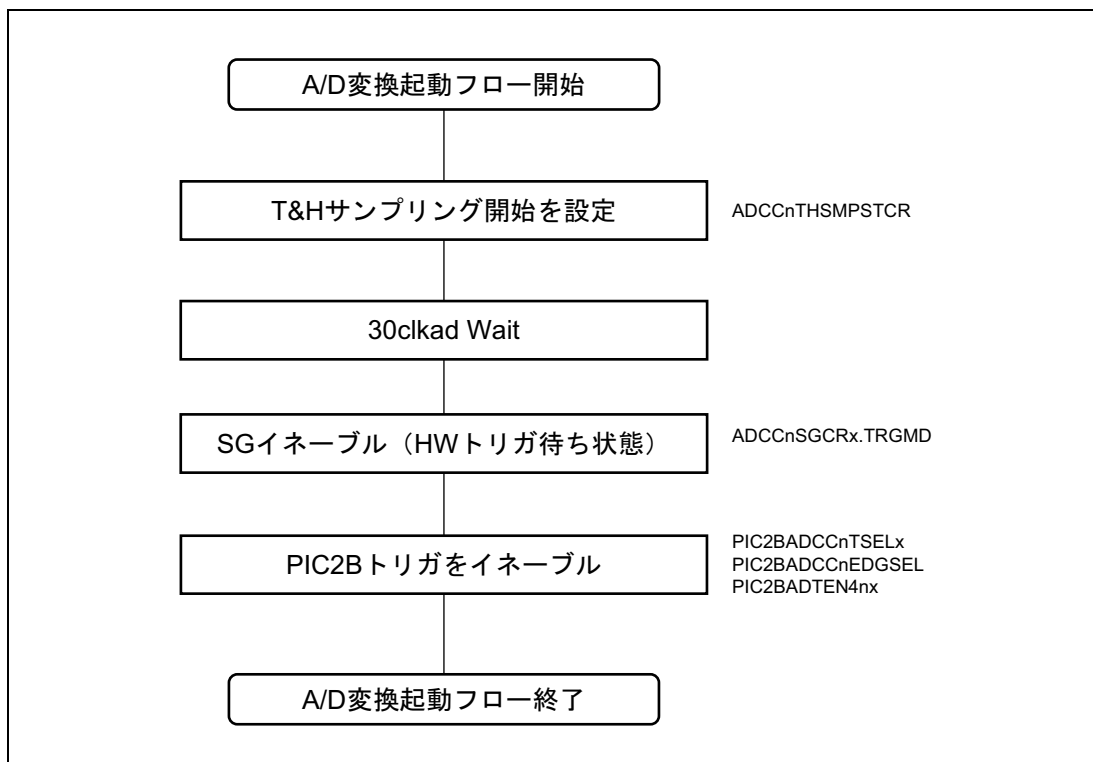 A/D変換起動フロー開始
T&Hサンプリング開始を設定
ADCCnTHSMPSTCR
30clkad Wait
SGイネーブル（HWトリガ待ち状態）
ADCCnSGCRx.TRGMD
PIC2Bトリガをイネーブル
PIC2BADCCnTSELx
PIC2BADCCnEDGSEL
PIC2BADTEN4nx
A/D変換起動フロー終了